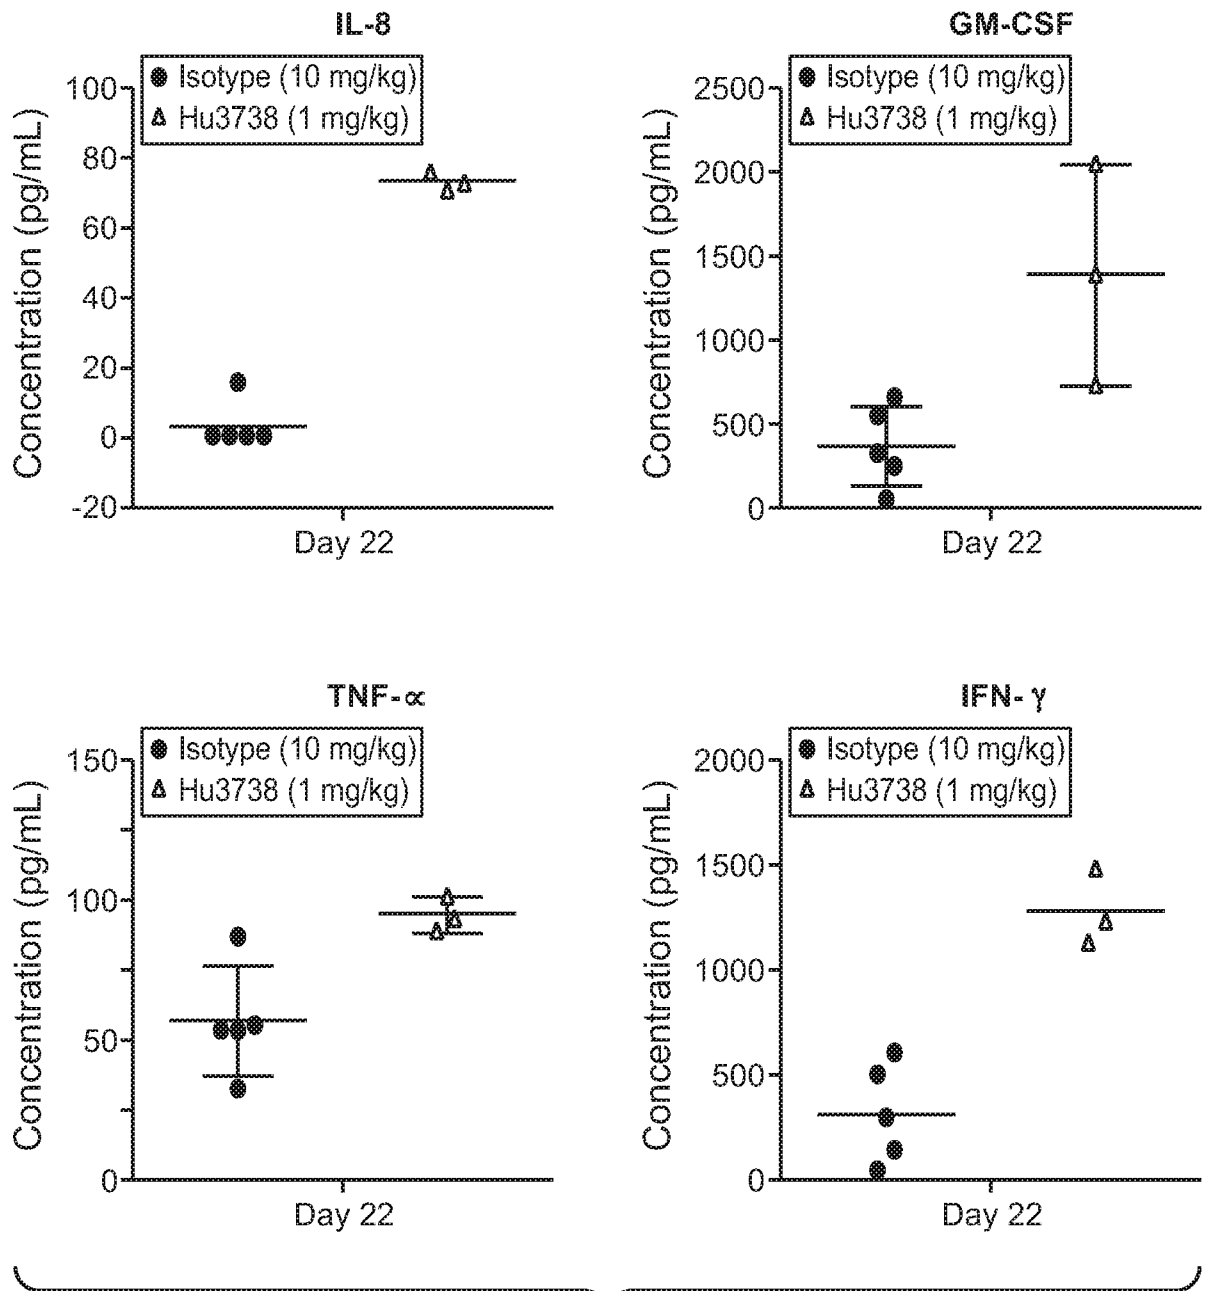 IL-8
Isotype (10 mg/kg)
Hu3738 (1 mg/kg)
Concentration (pg/mL)
100
80
60
40
20
0
-20
Day 22
GM-CSF
Isotype (10 mg/kg)
Hu3738 (1 mg/kg)
Concentration (pg/mL)
2500
2000
1500
1000
500
0
Day 22
TNF-α
Isotype (10 mg/kg)
Hu3738 (1 mg/kg)
Concentration (pg/mL)
150
100
50
0
Day 22
IFN- γ
Isotype (10 mg/kg)
Hu3738 (1 mg/kg)
Concentration (pg/mL)
2000
1500
1000
500
0
Day 22